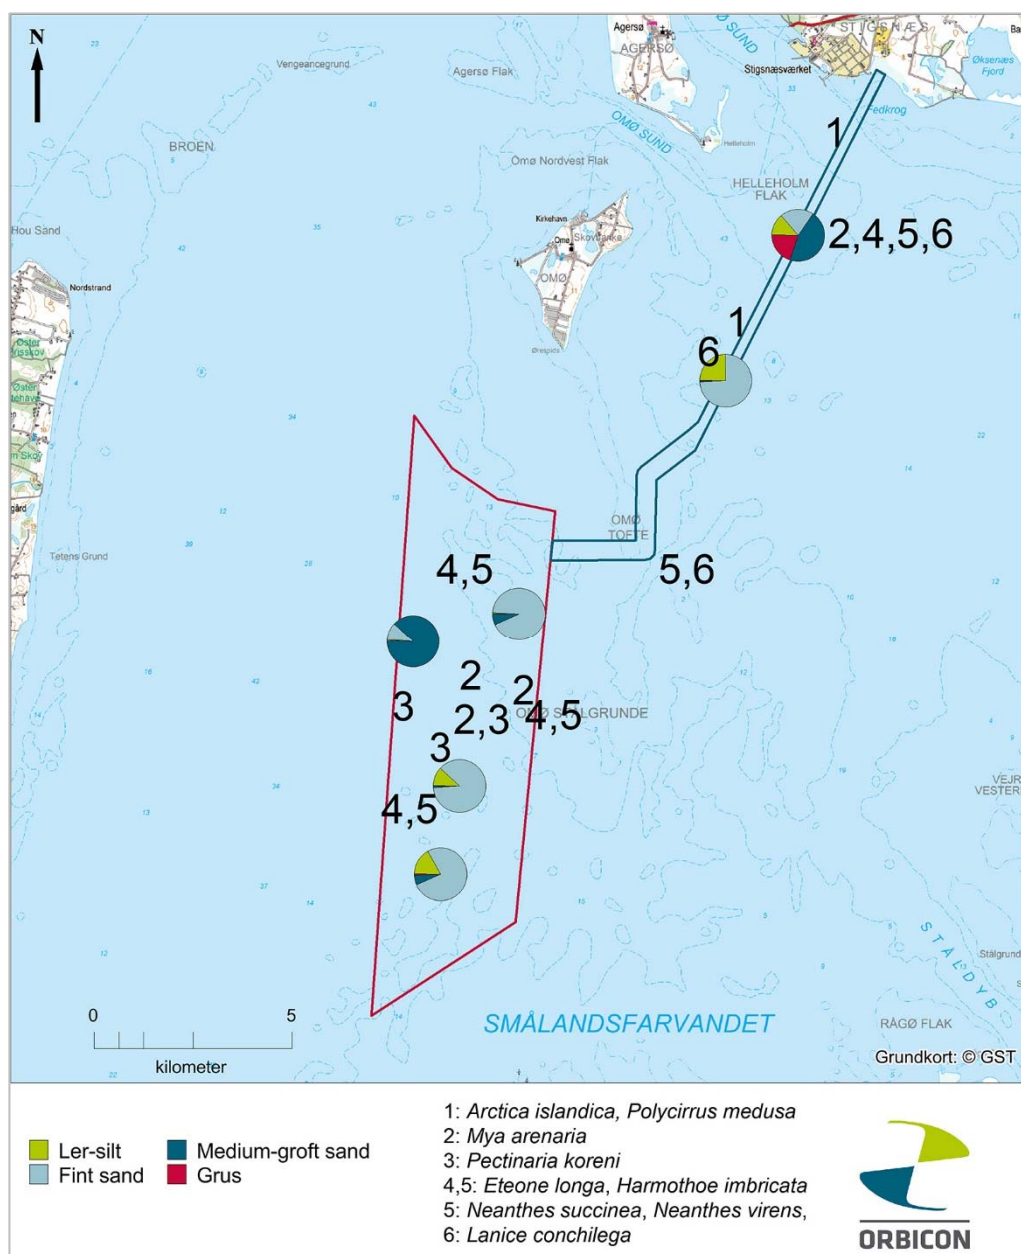 N
Agersø
AGERSØ
SUND
STIGSNÆS
Stigsnæsværket
Øksenæs
Fjord
Fedkrog
Vengeancegrund
Agersø Flak
BROEN
OMØ SUND
Helleholm
HELLEHOLM
FLAK
1
Omø Nordvest Flak
2,4,5,6
Hou Sand
Kirkehavn
Omø
OMØ
Nordstrand
1
6
Ørespids
OMØ
TOFTE
Tetens Grund
4,5
5,6
2
2
3
2,3
OMØ STÅLGRUNDE
4,5
3
4,5
VEJR
VESTER
STÅLDYB
Stålgrund
RÅGØ FLAK
SMÅLANDSFARVANDET
0 5
kilometer
Grundkort: © GST
Ler-silt
Fint sand
Medium-groft sand
Grus
1: Arctica islandica, Polycirrus medusa
2: Mya arenaria
3: Pectinaria koreni
4,5: Eteone longa, Harmothoe imbricata
5: Neanthes succinea, Neanthes virens,
6: Lanice conchilega
ORBICON